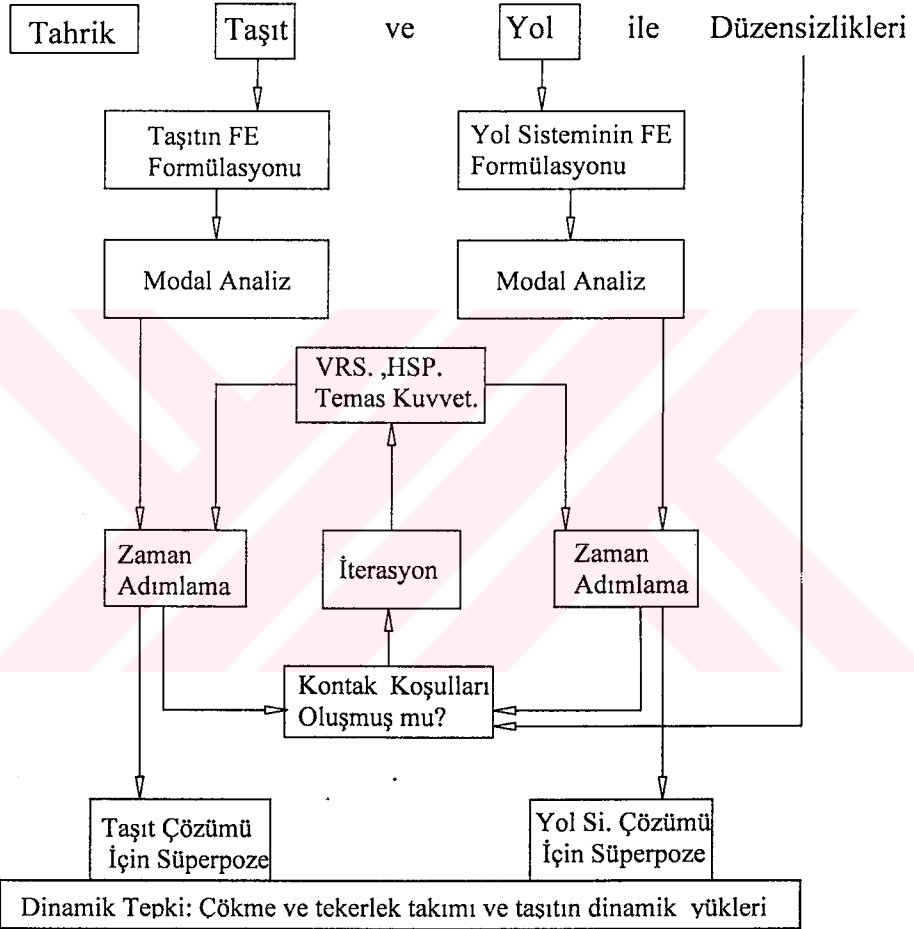 Tahrik Taşıt ve Yol ile Düzensizlikleri
Taşıtın FE
Formülasyonu
Yol Sisteminin FE
Formülasyonu
Modal Analiz
Modal Analiz
VRS. ,HSP.
Temas Kuvvet.
Zaman
Adımlama
İterasyon
Zaman
Adımlama
Kontak Koşulları
Oluşmuş mu?
Taşıt Çözümü
İçin Süperpoze
Yol Si. Çözümü
İçin Süperpoze
Dinamik Tepki: Çökme ve tekerlek takımı ve taşıtın dinamik yükleri